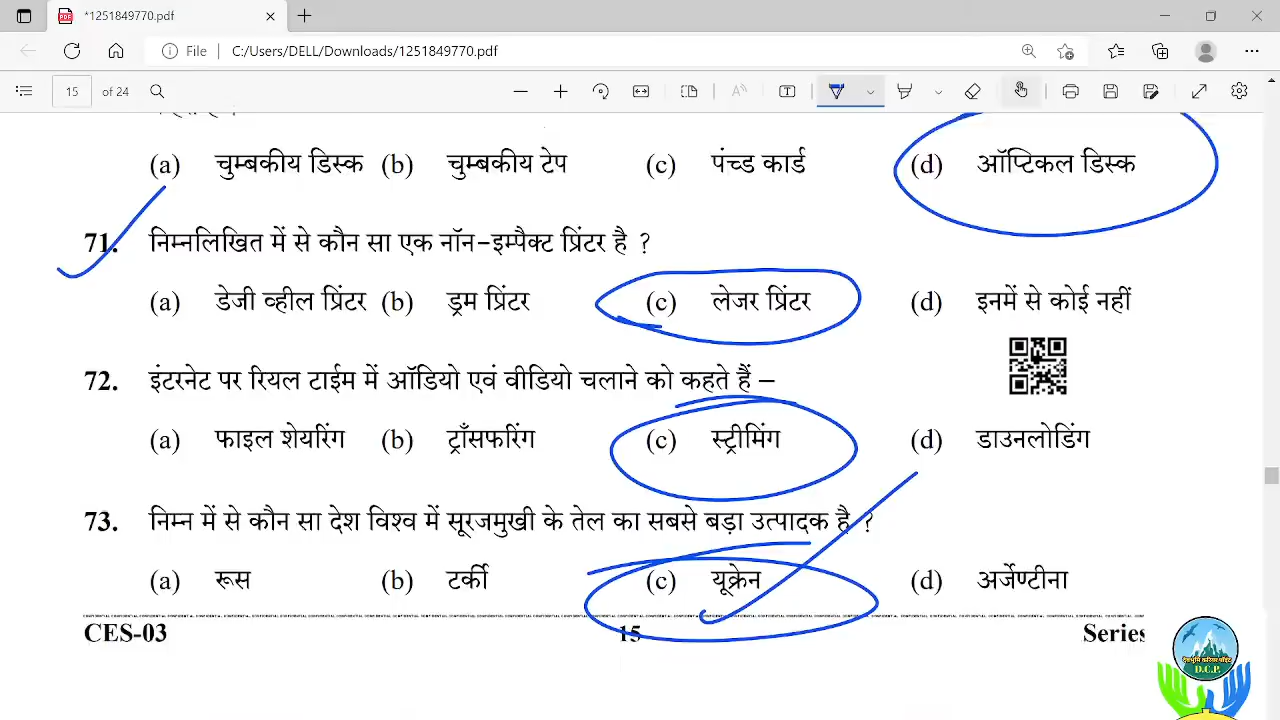 *1251849770.pdf
File C:/Users/DELL/Downloads/1251849770.pdf
15 of 24
(a) चुम्बकीय डिस्क (b) चुम्बकीय टेप (c) पंच्ड कार्ड (d) ऑप्टिकल डिस्क
71. निम्नलिखित में से कौन सा एक नॉन-इम्पैक्ट प्रिंटर है ?
(a) डेजी व्हील प्रिंटर (b) ड्रम प्रिंटर (c) लेजर प्रिंटर (d) इनमें से कोई नहीं
72. इंटरनेट पर रियल टाईम में ऑडियो एवं वीडियो चलाने को कहते हैं –
(a) फाइल शेयरिंग (b) ट्राँसफरिंग (c) स्ट्रीमिंग (d) डाउनलोडिंग
73. निम्न में से कौन सा देश विश्व में सूरजमुखी के तेल का सबसे बड़ा उत्पादक है ?
(a) रूस (b) टर्की (c) यूक्रेन (d) अर्जेण्टीना
CES-03 15 Series
D.C.P.